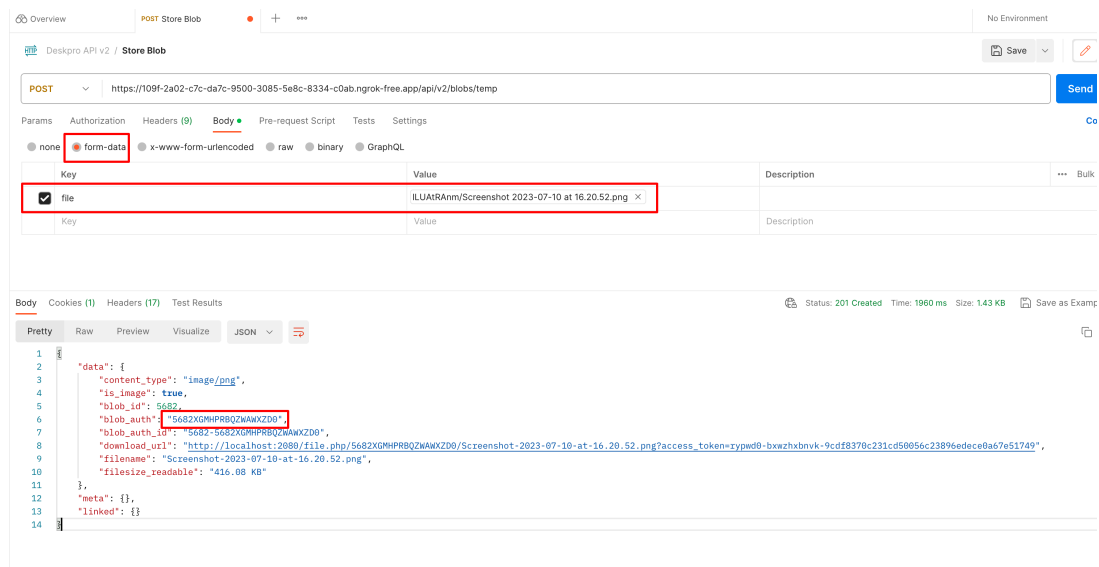 Overview POST Store Blob No Environment
HTTP Deskpro API v2 / Store Blob Save
POST https://109f-2a02-c7c-da7c-9500-3085-5e8c-8334-c0ab.ngrok-free.app/api/v2/blobs/temp Send
Params Authorization Headers (9) Body Pre-request Script Tests Settings Co
none form-data x-www-form-urlencoded raw binary GraphQL
Key Value Description Bulk
file lLUAtRAnm/Screenshot 2023-07-10 at 16.20.52.png
Key Value Description
Body Cookies (1) Headers (17) Test Results Status: 201 Created Time: 1960 ms Size: 1.43 KB Save as Examp
Pretty Raw Preview Visualize JSON
1 {
2 "data": {
3 "content_type": "image/png",
4 "is_image": true,
5 "blob_id": 5682,
6 "blob_auth": "5682XGMHPRBQZWAWXZD0",
7 "blob_auth_id": "5682-5682XGMHPRBQZWAWXZD0",
8 "download_url": "http://localhost:2080/file.php/5682XGMHPRBQZWAWXZD0/Screenshot-2023-07-10-at-16.20.52.png?access_token=rypwd0-bxwzhxbnvk-9cdf8370c231cd50056c23896edece0a67e51749",
9 "filename": "Screenshot-2023-07-10-at-16.20.52.png",
10 "filesize_readable": "416.08 KB"
11 },
12 "meta": {},
13 "linked": {}
14 }